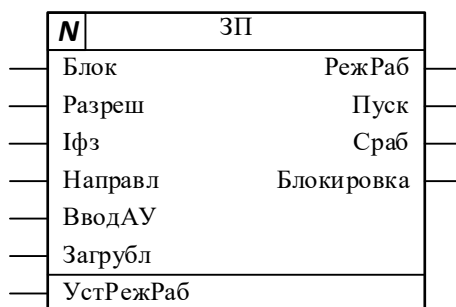 N ЗП
Блок РежРаб
Разреш Пуск
Iфз Сраб
Направл Блокировка
ВводАУ
Загрубл
УстРежРаб